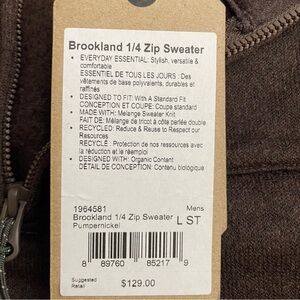 Brookland 1/4 Zip Sweater
• EVERYDAY ESSENTIAL: Stylish, versatile &
comfortable
ESSENTIEL DE TOUS LES JOURS : Des
vêtements de base polyvalents, durables et
raffinés
• DESIGNED TO FIT: With A Standard Fit
CONCEPTION ET COUPE: Coupe standard
• MADE WITH: Melange Sweater Knit
FAIT DE: Mélange de tricot à côte perlée double
• RECYCLED: Reduce & Reuse to Respect our
Resources
RECYCLÉ : Protection de nos ressources avec
la réduction et le réemploi
• DESIGNED WITH: Organic Content
DÉTAIL DE CONCEPTION: Contenu biologique
1964581 Mens
Brookland 1/4 Zip Sweater L ST
Pumpernickel
8 89760 85217 9
Suggested
Retail $129.00